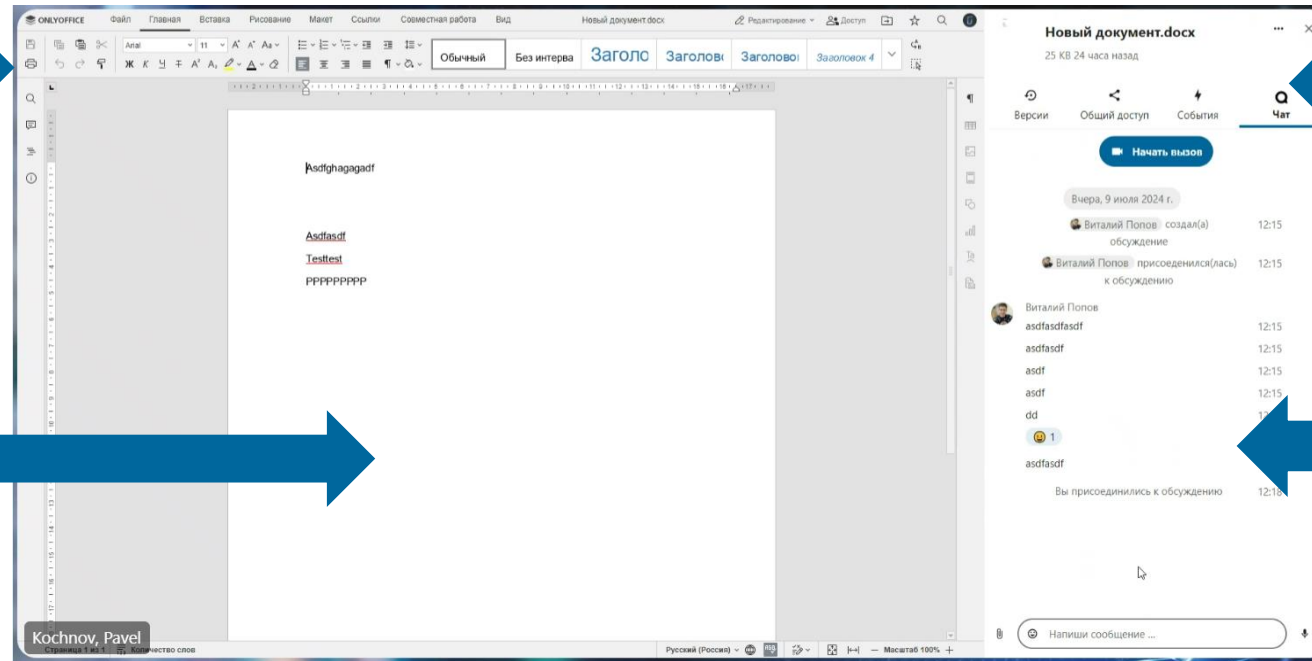 ONLYOFFICE Файл Главная Вставка Рисование Макет Ссылки Совместная работа Вид Новый документ.docx Редактирование Доступ
Arial 11
Ж К Ч
Обычный Без интерва Заголо Заголовк Заголовог Заголовок 4
Asdfghagagadf
Asdfasdf
Testtest
PPPPPPPPP
Kochnov, Pavel
Страница 1 из 1 Количество слов Русский (Россия) Масштаб 100%
Новый документ.docx
25 KB 24 часа назад
Версии Общий доступ События Чат
Начать вызов
Вчера, 9 июля 2024 г.
Виталий Попов создал(а) 12:15
обсуждение
Виталий Попов присоеденился(лась) 12:15
к обсуждению
Виталий Попов
asdfasdfasdf 12:15
asdfasdf 12:15
asdf 12:15
asdf 12:15
dd
1
asdfasdf
Вы присоединились к обсуждению 12:18
Напиши сообщение ...